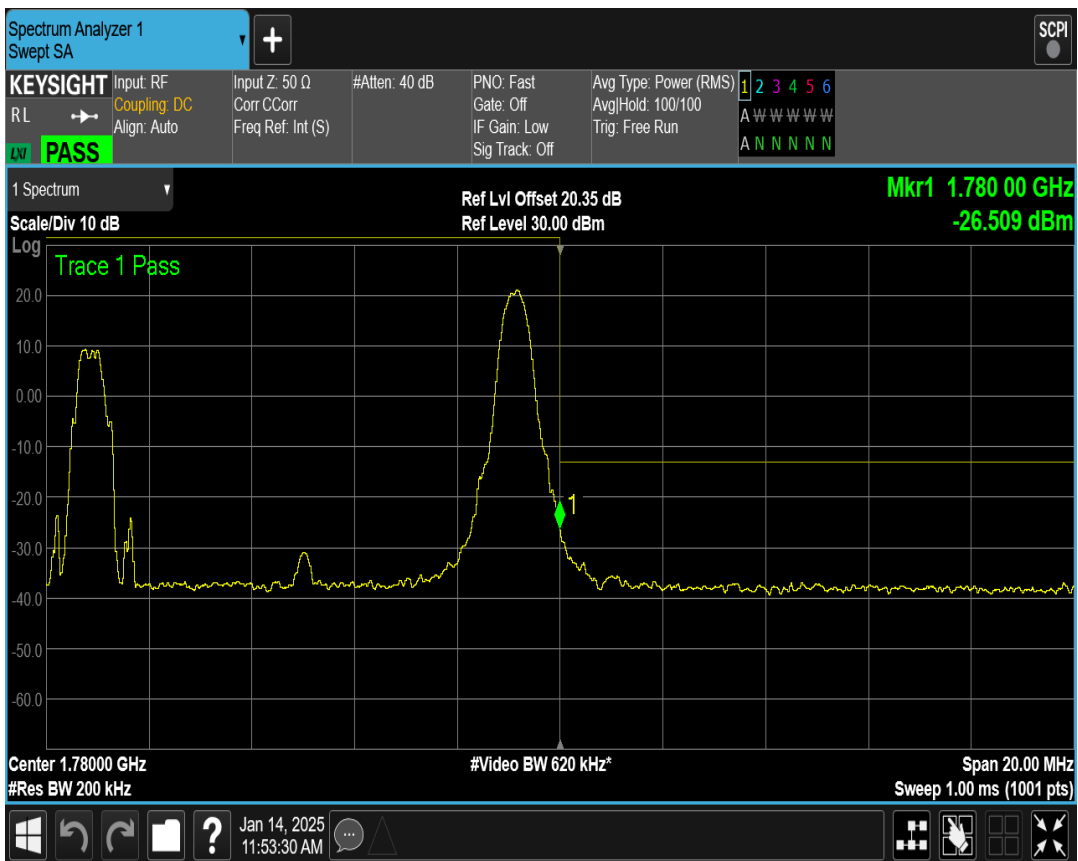 Spectrum Analyzer 1
Swept SA
+
SCPI
KEYSIGHT
RL
LXI PASS
Input: RF
Coupling: DC
Align: Auto
Input Z: 50 Ω
Corr CCorr
Freq Ref: Int (S)
#Atten: 40 dB
PNO: Fast
Gate: Off
IF Gain: Low
Sig Track: Off
Avg Type: Power (RMS)
Avg|Hold: 100/100
Trig: Free Run
1 2 3 4 5 6
A W W W W W
A N N N N N
1 Spectrum
Scale/Div 10 dB
Ref Lvl Offset 20.35 dB
Ref Level 30.00 dBm
Mkr1 1.780 00 GHz
-26.509 dBm
Log
Trace 1 Pass
20.0
10.0
0.00
-10.0
-20.0
-30.0
-40.0
-50.0
-60.0
1
Center 1.78000 GHz
#Res BW 200 kHz
#Video BW 620 kHz*
Span 20.00 MHz
Sweep 1.00 ms (1001 pts)
?
Jan 14, 2025
11:53:30 AM